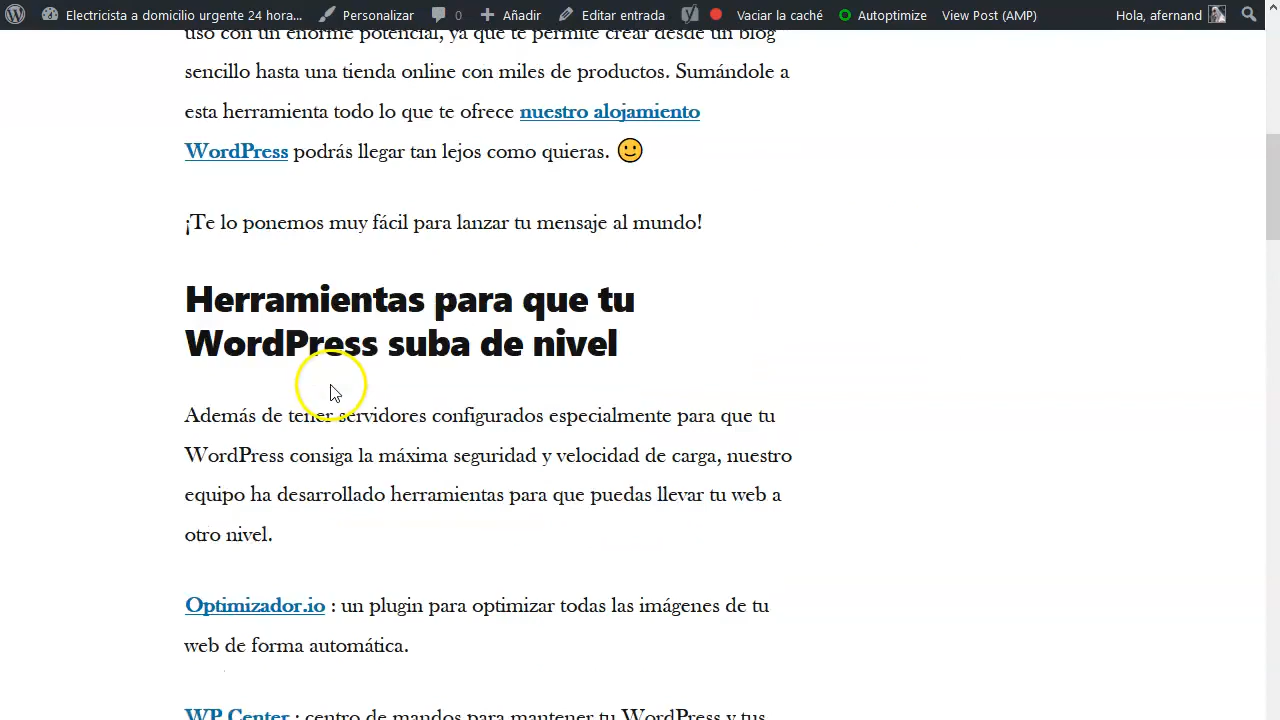 Electricista a domicilio urgente 24 hora... Personalizar 0 Añadir Editar entrada Vaciar la caché Autoptimize View Post (AMP) Hola, afernand
uso con un enorme potencial, ya que te permite crear desde un blog
sencillo hasta una tienda online con miles de productos. Sumándole a
esta herramienta todo lo que te ofrece nuestro alojamiento
WordPress podrás llegar tan lejos como quieras. 🙂
¡Te lo ponemos muy fácil para lanzar tu mensaje al mundo!
Herramientas para que tu
WordPress suba de nivel
Además de tener servidores configurados especialmente para que tu
WordPress consiga la máxima seguridad y velocidad de carga, nuestro
equipo ha desarrollado herramientas para que puedas llevar tu web a
otro nivel.
Optimizador.io : un plugin para optimizar todas las imágenes de tu
web de forma automática.
WP Center : centro de mandos para mantener tu WordPress y tus